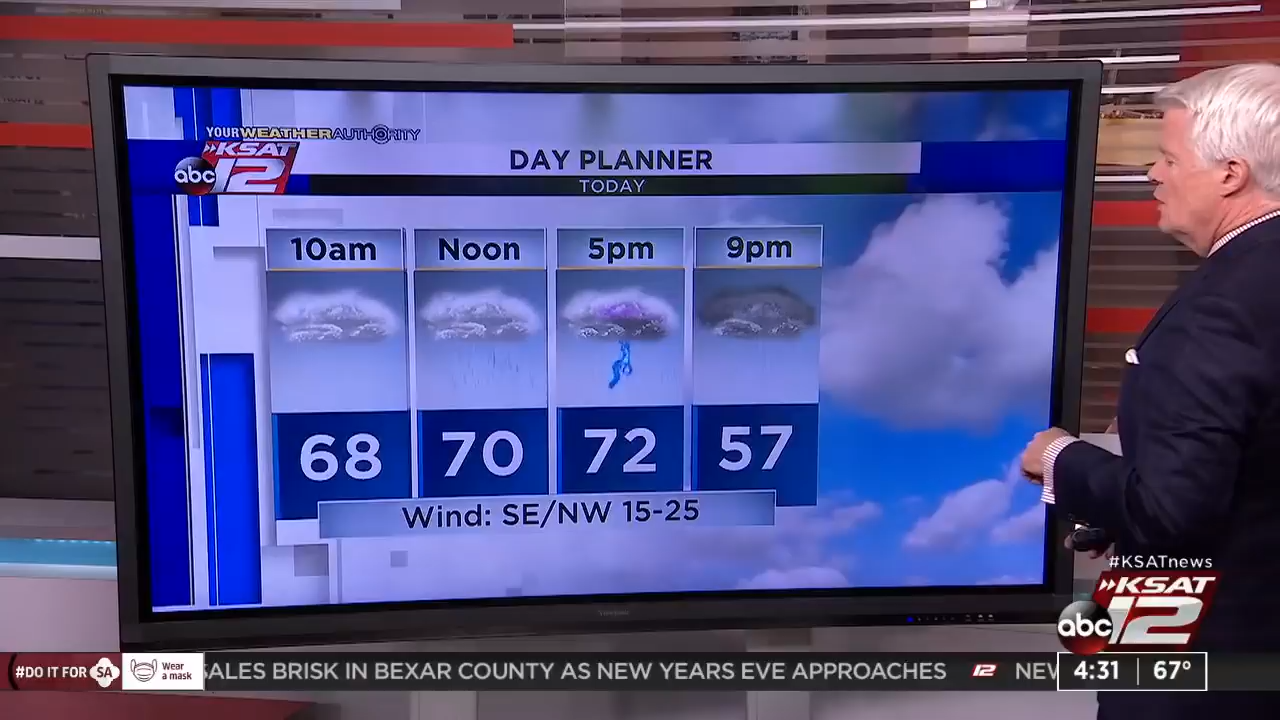 YOUR WEATHER AUTHORITY
KSAT
abc 12
DAY PLANNER
TODAY
10am Noon 5pm 9pm
68 70 72 57
Wind: SE/NW 15-25
#KSATnews
KSAT
abc 12
#DO IT FOR SA
Wear
a mask
SALES BRISK IN BEXAR COUNTY AS NEW YEARS EVE APPROACHES 12 NEW
4:31 67°